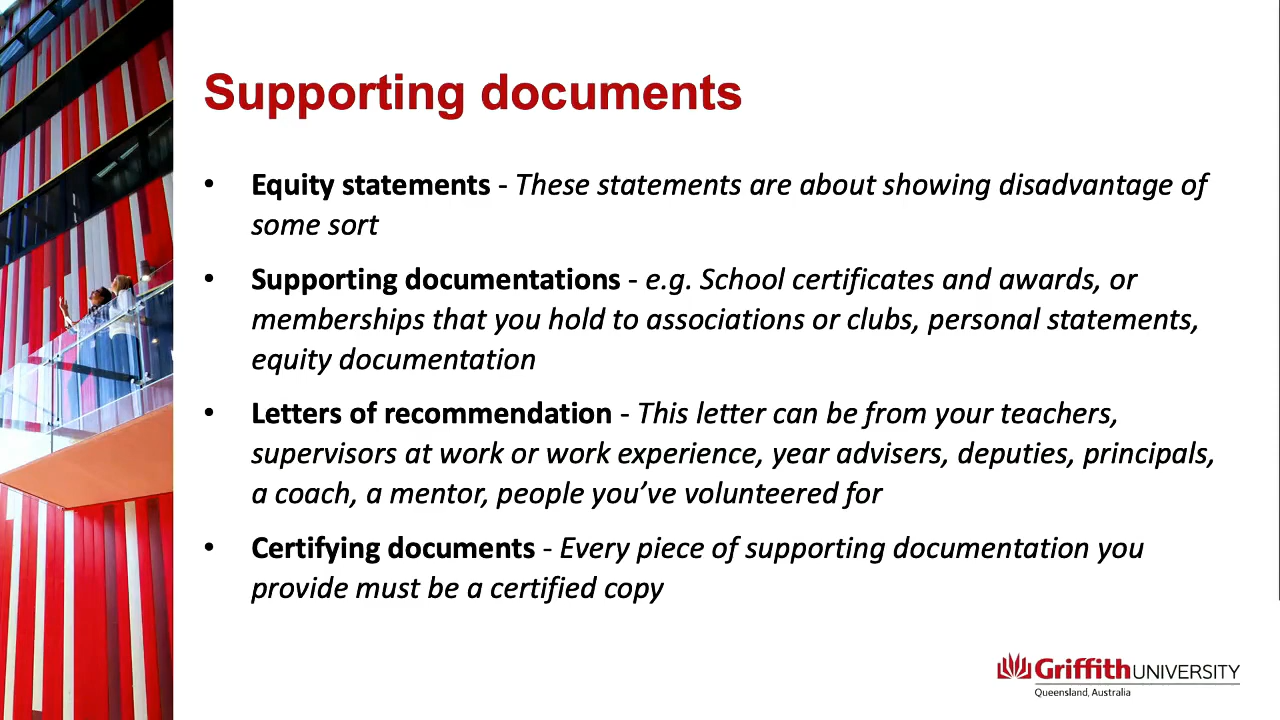 Supporting documents
• Equity statements - These statements are about showing disadvantage of
some sort
• Supporting documentations - e.g. School certificates and awards, or
memberships that you hold to associations or clubs, personal statements,
equity documentation
• Letters of recommendation - This letter can be from your teachers,
supervisors at work or work experience, year advisers, deputies, principals,
a coach, a mentor, people you’ve volunteered for
• Certifying documents - Every piece of supporting documentation you
provide must be a certified copy
Griffith UNIVERSITY
Queensland, Australia